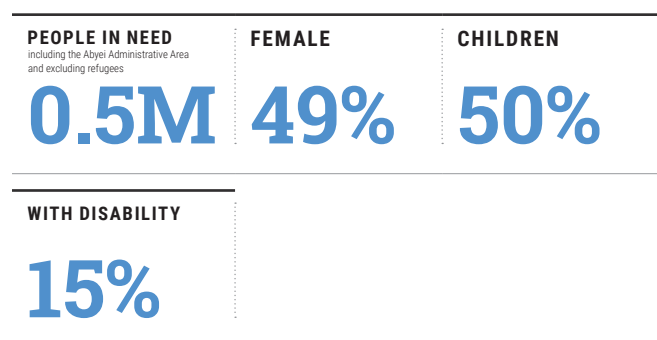 PEOPLE IN NEED
including the Abyei Administrative Area
and excluding refugees
0.5M
FEMALE
49%
CHILDREN
50%
WITH DISABILITY
15%